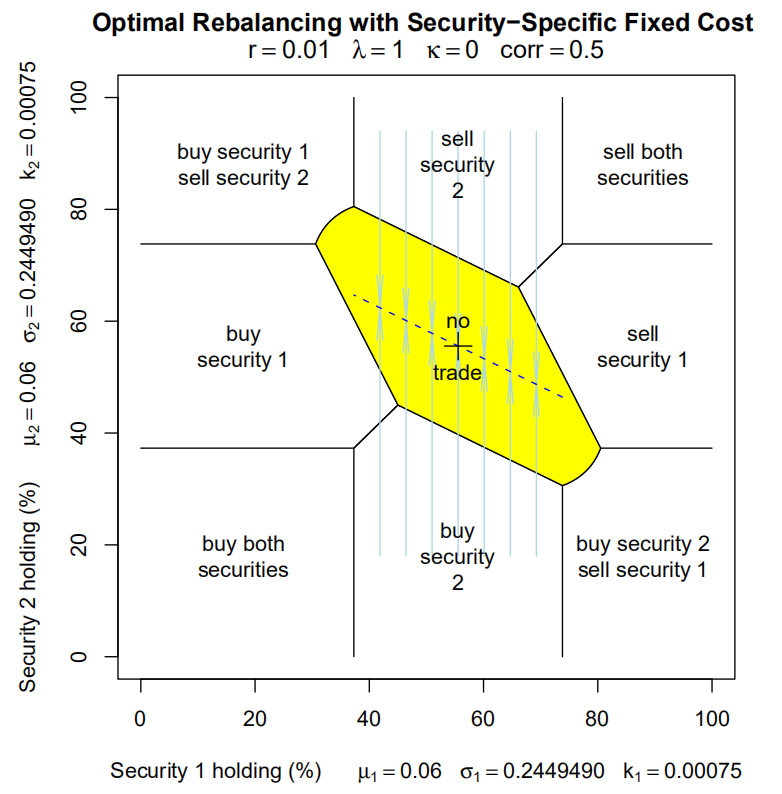 Optimal Rebalancing with Security−Specific Fixed Cost
r = 0.01 λ = 1 κ = 0 corr = 0.5
Security 2 holding (%) μ₂ = 0.06 σ₂ = 0.2449490 k₂ = 0.00075
100
80
60
40
20
0
buy security 1
sell security 2
sell
security
2
sell both
securities
buy
security 1
no
trade
sell
security 1
buy both
securities
buy
security
2
buy security 2
sell security 1
0 20 40 60 80 100
Security 1 holding (%) μ₁ = 0.06 σ₁ = 0.2449490 k₁ = 0.00075